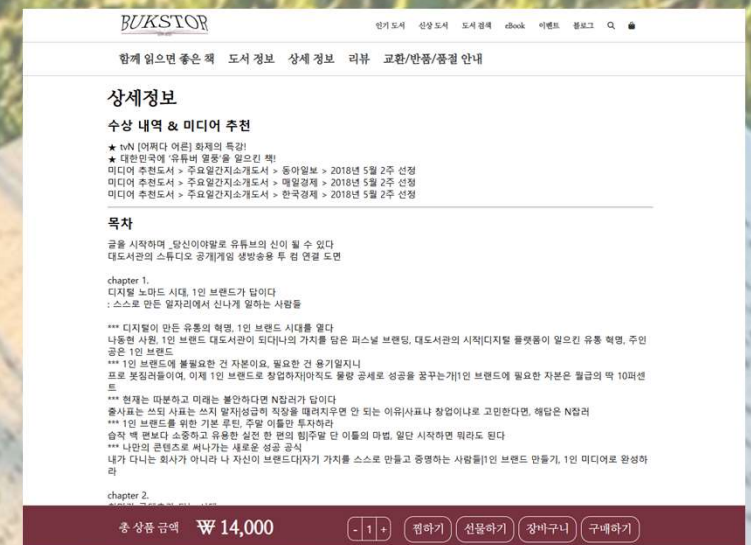 BUKSTOR
인기 도서 신상 도서 도서 검색 eBook 이벤트 블로그
함께 읽으면 좋은 책 도서 정보 상세 정보 리뷰 교환/반품/품절 안내
상세정보
수상 내역 & 미디어 추천
★ tvN [어쩌다 어른] 화제의 특강!
★ 대한민국에 '유튜버 열풍'을 일으킨 책!
미디어 추천도서 > 주요일간지소개도서 > 동아일보 > 2018년 5월 2주 선정
미디어 추천도서 > 주요일간지소개도서 > 매일경제 > 2018년 5월 2주 선정
미디어 추천도서 > 주요일간지소개도서 > 한국경제 > 2018년 5월 2주 선정
목차
글을 시작하며 _당신이야말로 유튜브의 신이 될 수 있다
대도서관의 스튜디오 공개|게임 생방송용 투 컴 연결 도면
chapter 1.
디지털 노마드 시대, 1인 브랜드가 답이다
: 스스로 만든 일자리에서 신나게 일하는 사람들
*** 디지털이 만든 유통의 혁명, 1인 브랜드 시대를 열다
나동현 사원, 1인 브랜드 대도서관이 되다|나의 가치를 담은 퍼스널 브랜딩, 대도서관의 시작|디지털 플랫폼이 일으킨 유통 혁명, 주인
공은 1인 브랜드
*** 1인 브랜드에 불필요한 건 자본이요, 필요한 건 용기일지니
프로 봇짐러들이여, 이제 1인 브랜드로 창업하자|아직도 물량 공세로 성공을 꿈꾸는가|1인 브랜드에 필요한 자본은 월급의 딱 10퍼센
트
*** 현재는 따분하고 미래는 불안하다면 N잡러가 답이다
출사표는 쓰되 사표는 쓰지 말자|성급히 직장을 때려치우면 안 되는 이유|사표냐 창업이냐로 고민한다면, 해답은 N잡러
*** 1인 브랜드를 위한 기본 루틴, 주말 이틀만 투자하라
습작 백 편보다 소중하고 유용한 실전 한 편의 힘|주말 단 이틀의 마법, 일단 시작하면 뭐라도 된다
*** 나만의 콘텐츠로 써나가는 새로운 성공 공식
내가 다니는 회사가 아니라 나 자신이 브랜드다|자기 가치를 스스로 만들고 증명하는 사람들|1인 브랜드 만들기, 1인 미디어로 완성하
라
chapter 2.
총 상품 금액 ₩ 14,000
- 1 + 찜하기 선물하기 장바구니 구매하기